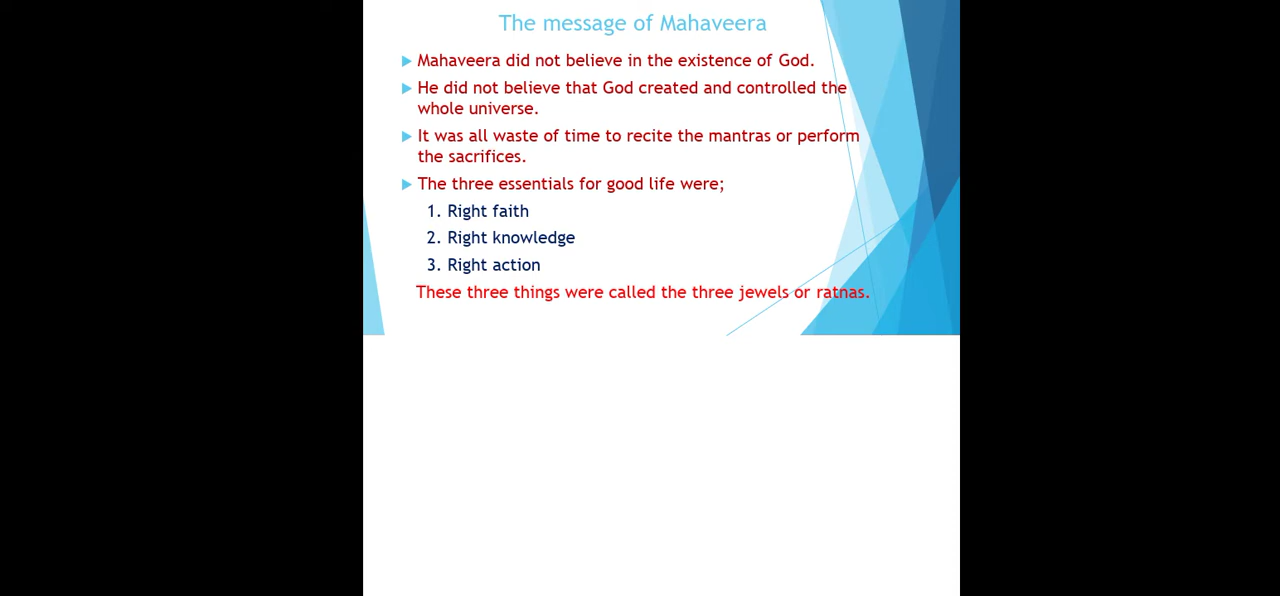 The message of Mahaveera
Mahaveera did not believe in the existence of God.
He did not believe that God created and controlled the
whole universe.
It was all waste of time to recite the mantras or perform
the sacrifices.
The three essentials for good life were;
1. Right faith
2. Right knowledge
3. Right action
These three things were called the three jewels or ratnas.